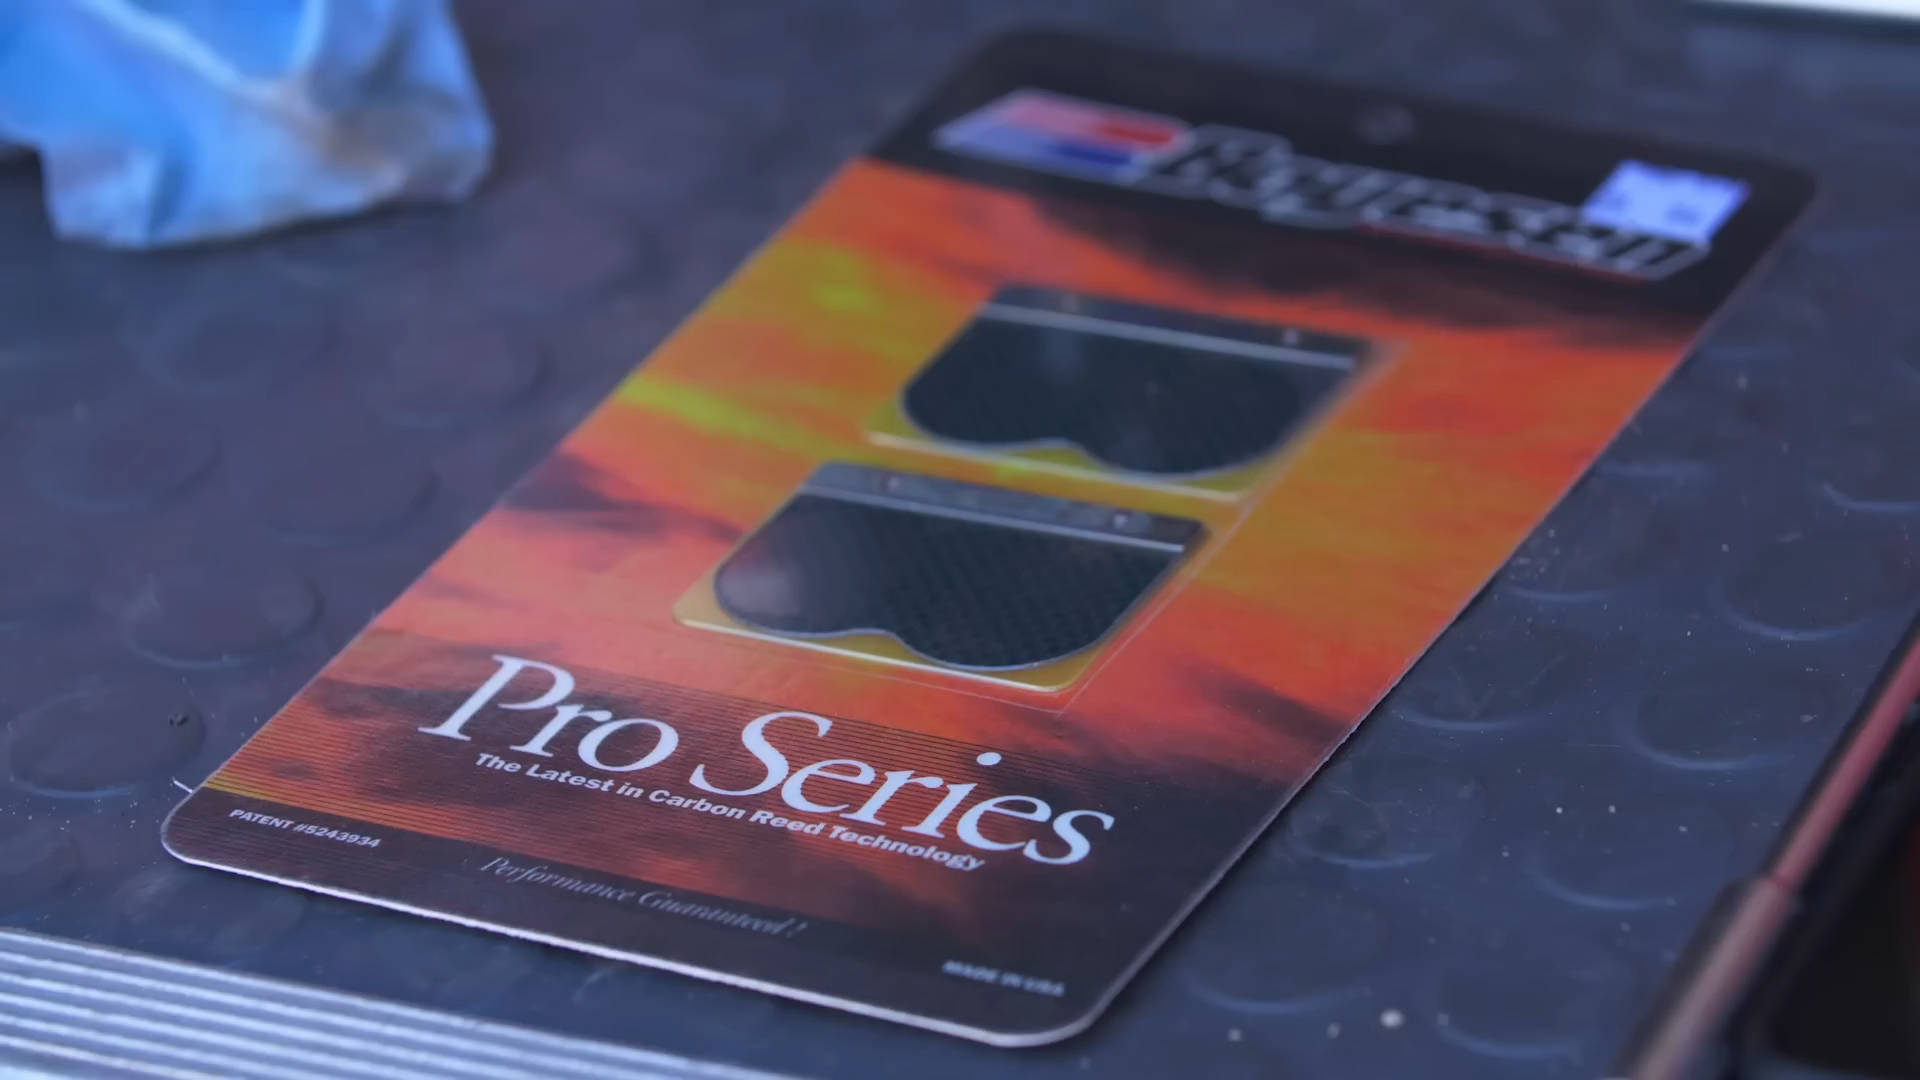 Boyesen
Pro Series
The Latest in Carbon Reed Technology
PATENT #5243934
Performance Guaranteed!
MADE IN USA